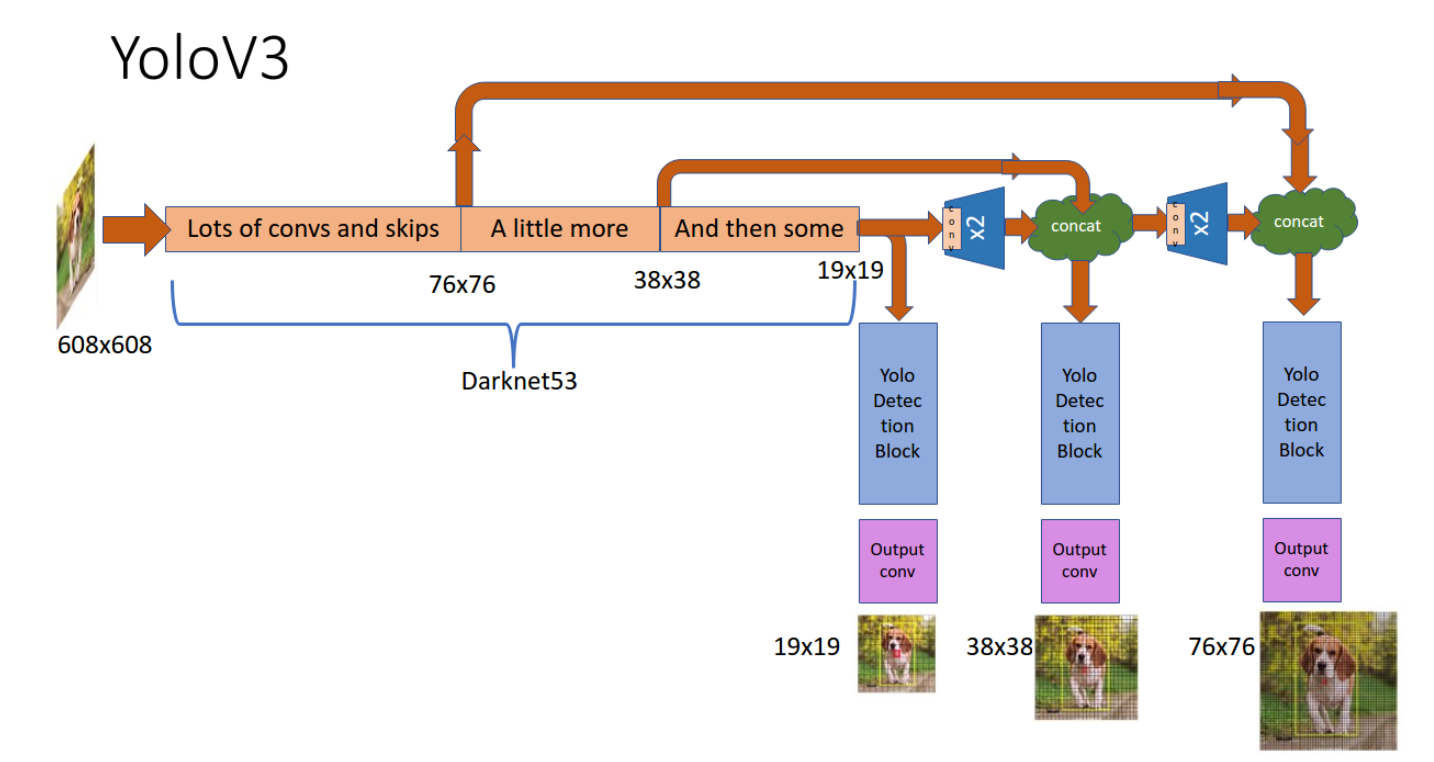 YoloV3
Lots of convs and skips
A little more
And then some
conv
x2
concat
conv
x2
concat
76x76
38x38
19x19
608x608
Darknet53
Yolo
Detec
tion
Block
Yolo
Detec
tion
Block
Yolo
Detec
tion
Block
Output
conv
Output
conv
Output
conv
19x19
38x38
76x76